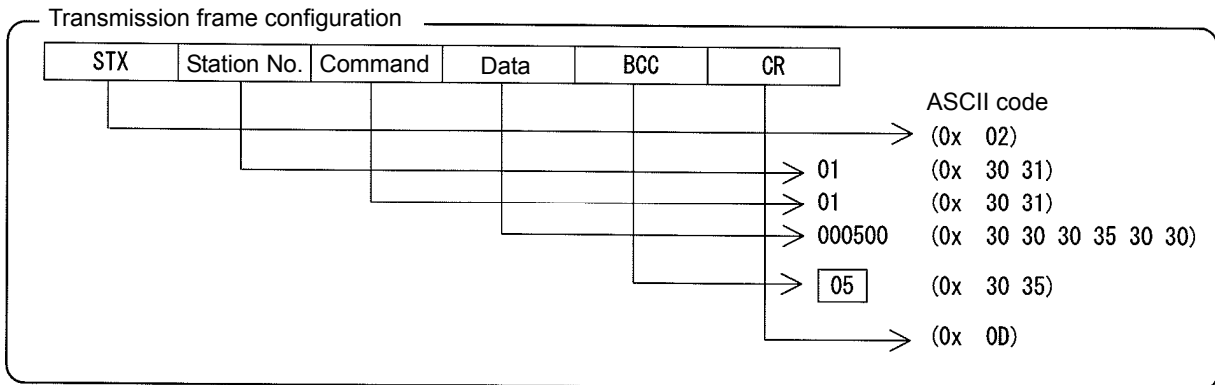 Transmission frame configuration
STX Station No. Command Data BCC CR
ASCII code
(0x 02)
01 (0x 30 31)
01 (0x 30 31)
000500 (0x 30 30 30 35 30 30)
05 (0x 30 35)
(0x 0D)